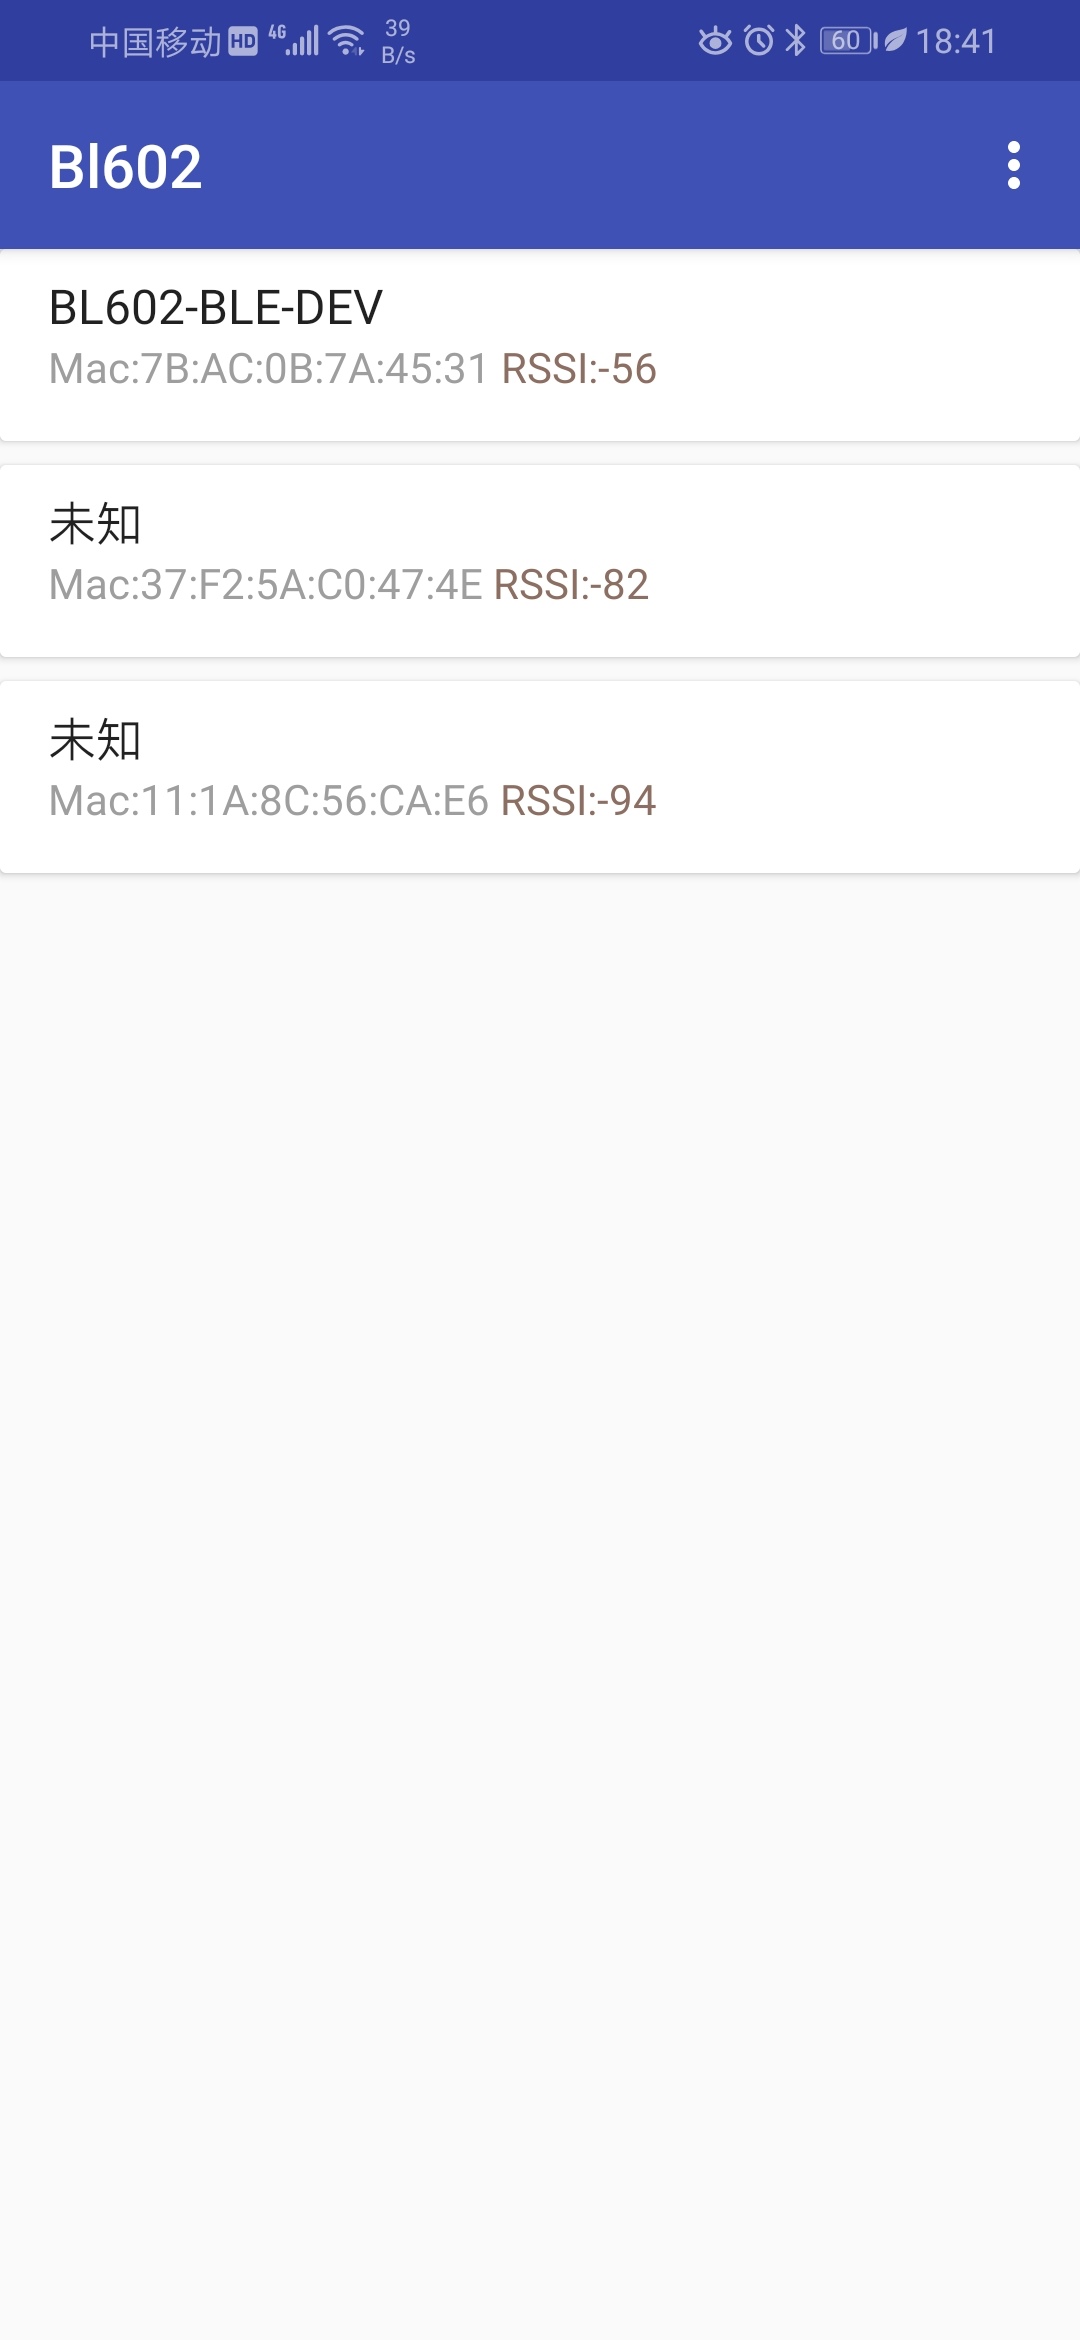 中国移动 HD 4G 39 B/s 60 18:41
Bl602
BL602-BLE-DEV
Mac:7B:AC:0B:7A:45:31 RSSI:-56
未知
Mac:37:F2:5A:C0:47:4E RSSI:-82
未知
Mac:11:1A:8C:56:CA:E6 RSSI:-94